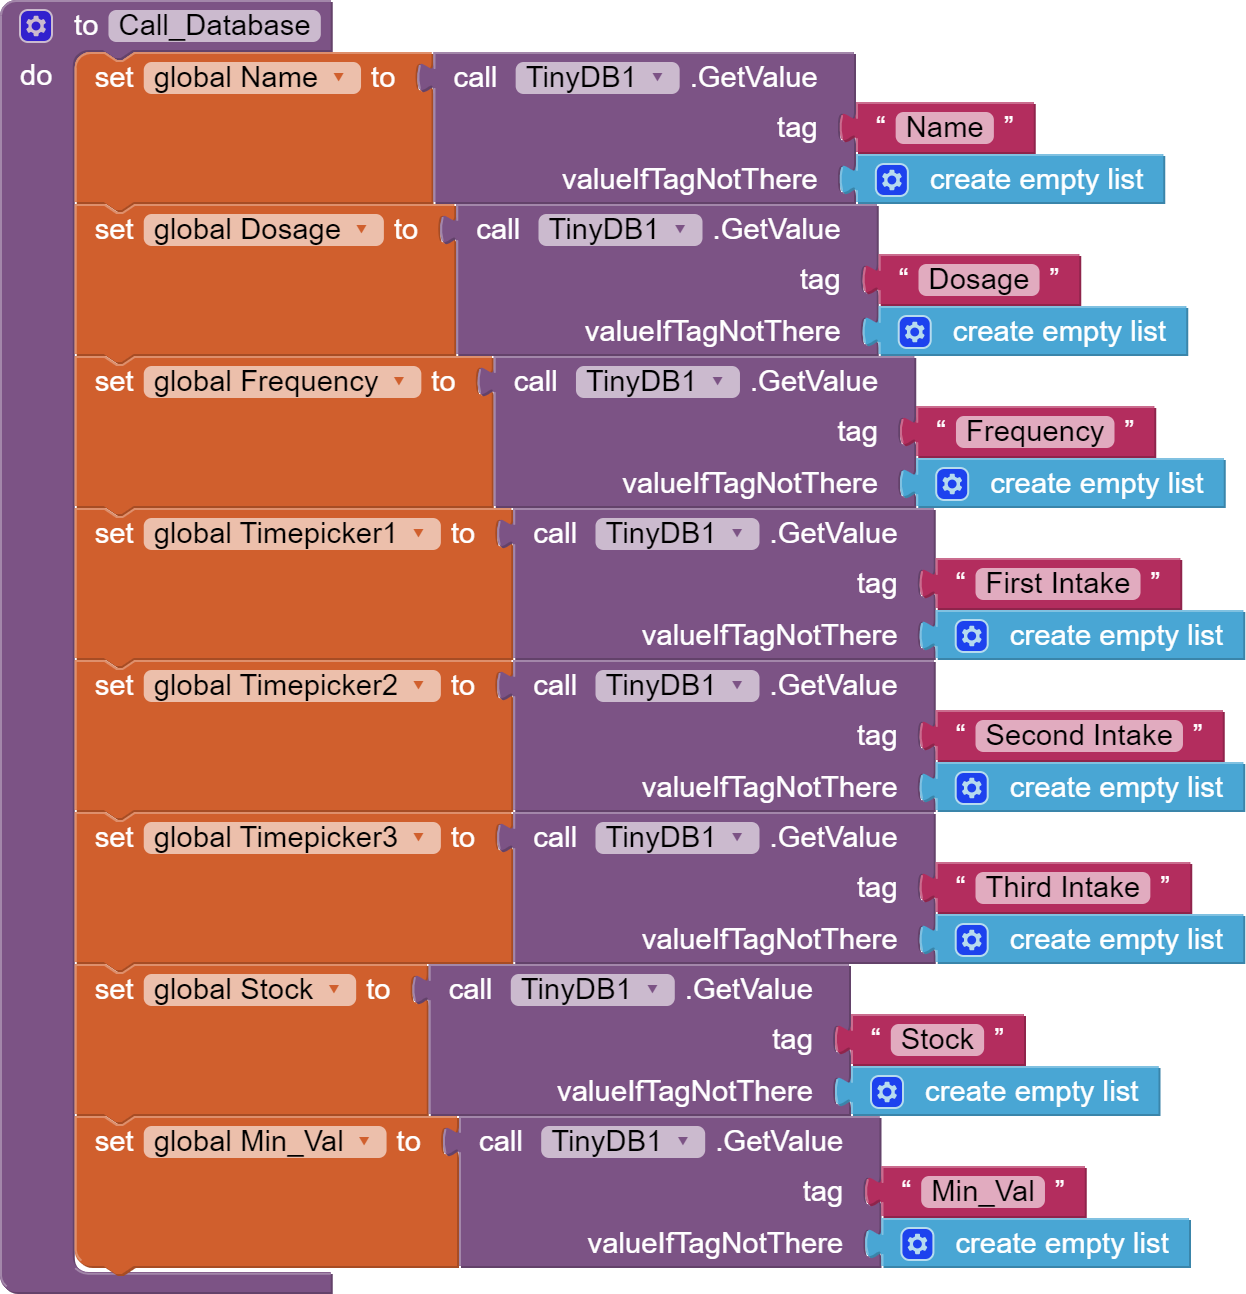 to Call_Database
do set global Name to call TinyDB1 .GetValue
tag “ Name ”
valueIfTagNotThere create empty list
set global Dosage to call TinyDB1 .GetValue
tag “ Dosage ”
valueIfTagNotThere create empty list
set global Frequency to call TinyDB1 .GetValue
tag “ Frequency ”
valueIfTagNotThere create empty list
set global Timepicker1 to call TinyDB1 .GetValue
tag “ First Intake ”
valueIfTagNotThere create empty list
set global Timepicker2 to call TinyDB1 .GetValue
tag “ Second Intake ”
valueIfTagNotThere create empty list
set global Timepicker3 to call TinyDB1 .GetValue
tag “ Third Intake ”
valueIfTagNotThere create empty list
set global Stock to call TinyDB1 .GetValue
tag “ Stock ”
valueIfTagNotThere create empty list
set global Min_Val to call TinyDB1 .GetValue
tag “ Min_Val ”
valueIfTagNotThere create empty list